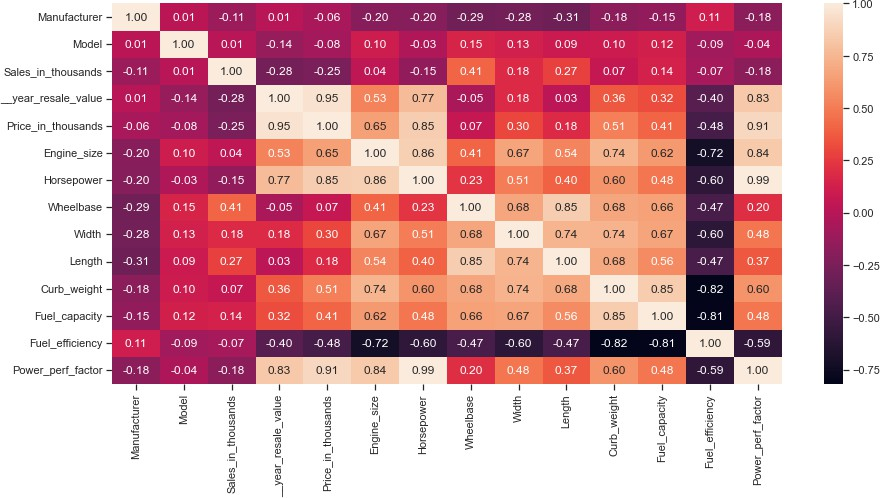 Manufacturer 1.00 0.01 -0.11 0.01 -0.06 -0.20 -0.20 -0.29 -0.28 -0.31 -0.18 -0.15 0.11 -0.18
Model 0.01 1.00 0.01 -0.14 -0.08 0.10 -0.03 0.15 0.13 0.09 0.10 0.12 -0.09 -0.04
Sales_in_thousands -0.11 0.01 1.00 -0.28 -0.25 0.04 -0.15 0.41 0.18 0.27 0.07 0.14 -0.07 -0.18
__year_resale_value 0.01 -0.14 -0.28 1.00 0.95 0.53 0.77 -0.05 0.18 0.03 0.36 0.32 -0.40 0.83
Price_in_thousands -0.06 -0.08 -0.25 0.95 1.00 0.65 0.85 0.07 0.30 0.18 0.51 0.41 -0.48 0.91
Engine_size -0.20 0.10 0.04 0.53 0.65 1.00 0.86 0.41 0.67 0.54 0.74 0.62 -0.72 0.84
Horsepower -0.20 -0.03 -0.15 0.77 0.85 0.86 1.00 0.23 0.51 0.40 0.60 0.48 -0.60 0.99
Wheelbase -0.29 0.15 0.41 -0.05 0.07 0.41 0.23 1.00 0.68 0.85 0.68 0.66 -0.47 0.20
Width -0.28 0.13 0.18 0.18 0.30 0.67 0.51 0.68 1.00 0.74 0.74 0.67 -0.60 0.48
Length -0.31 0.09 0.27 0.03 0.18 0.54 0.40 0.85 0.74 1.00 0.68 0.56 -0.47 0.37
Curb_weight -0.18 0.10 0.07 0.36 0.51 0.74 0.60 0.68 0.74 0.68 1.00 0.85 -0.82 0.60
Fuel_capacity -0.15 0.12 0.14 0.32 0.41 0.62 0.48 0.66 0.67 0.56 0.85 1.00 -0.81 0.48
Fuel_efficiency 0.11 -0.09 -0.07 -0.40 -0.48 -0.72 -0.60 -0.47 -0.60 -0.47 -0.82 -0.81 1.00 -0.59
Power_perf_factor -0.18 -0.04 -0.18 0.83 0.91 0.84 0.99 0.20 0.48 0.37 0.60 0.48 -0.59 1.00
Manufacturer
Model
Sales_in_thousands
__year_resale_value
Price_in_thousands
Engine_size
Horsepower
Wheelbase
Width
Length
Curb_weight
Fuel_capacity
Fuel_efficiency
Power_perf_factor
1.00
0.75
0.50
0.25
0.00
-0.25
-0.50
-0.75